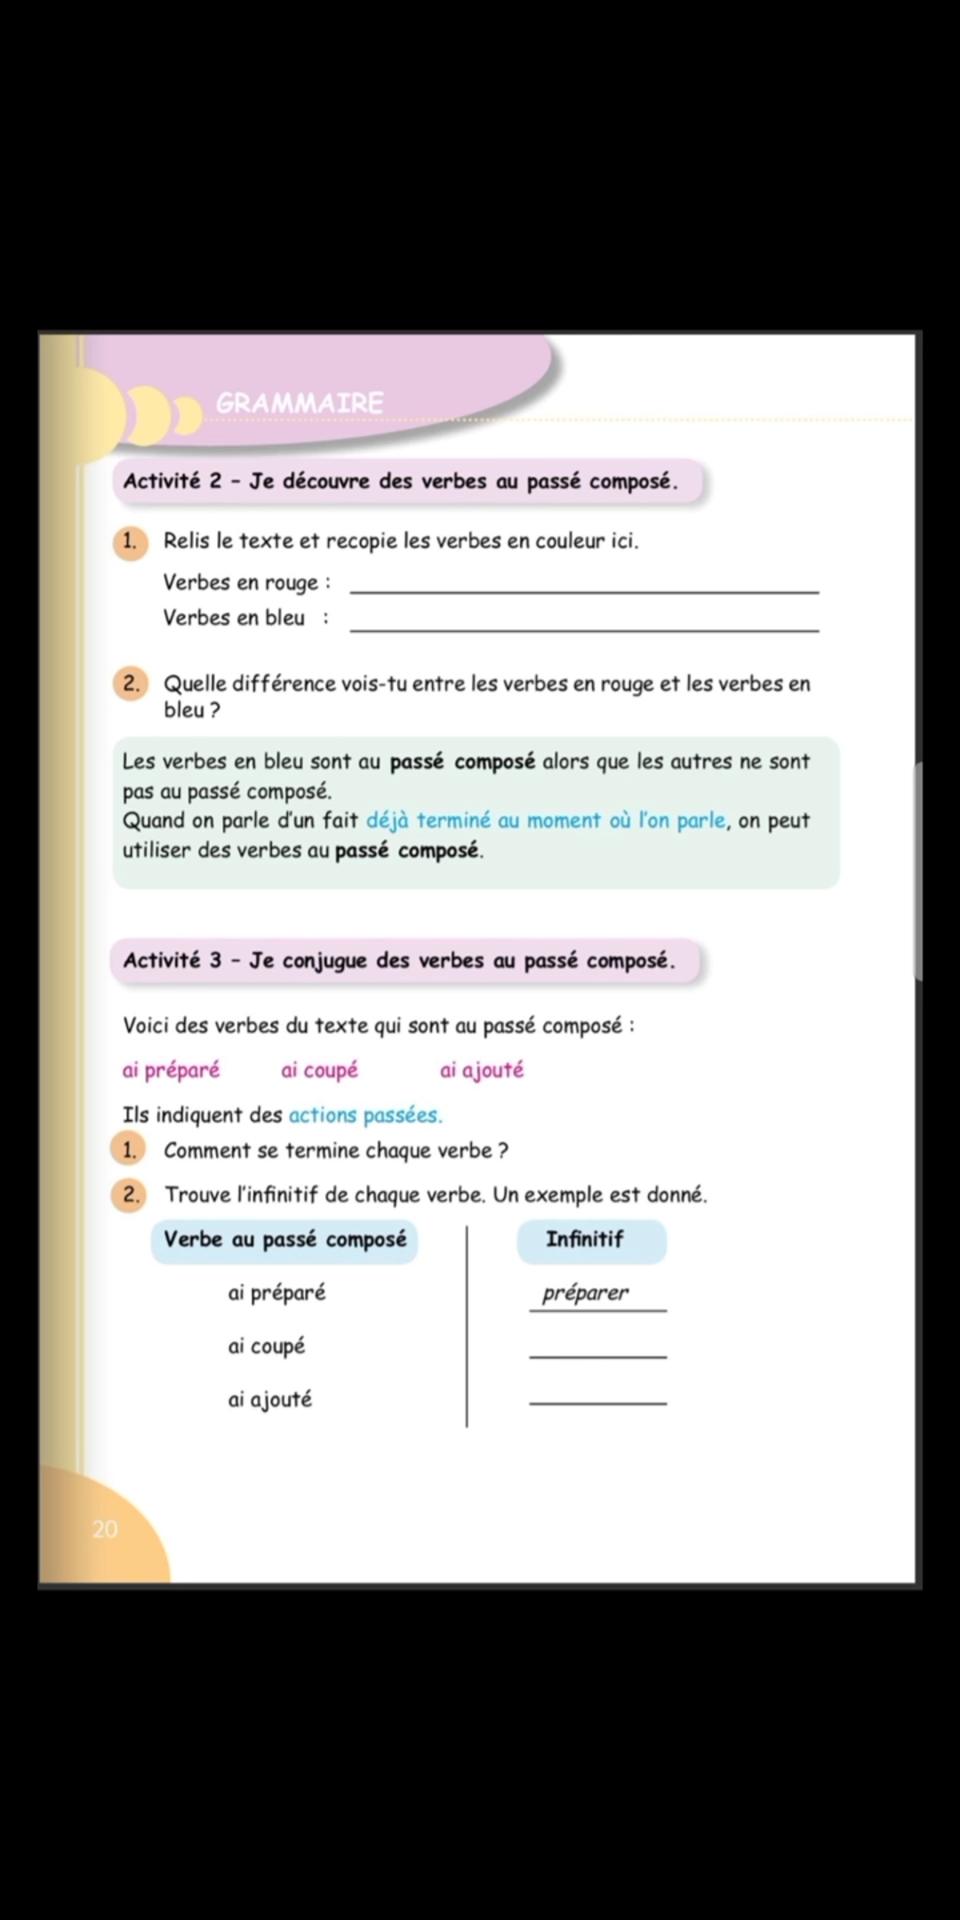 GRAMMAIRE
Activité 2 - Je découvre des verbes au passé composé.
1. Relis le texte et recopie les verbes en couleur ici.
Verbes en rouge :
Verbes en bleu :
2. Quelle différence vois-tu entre les verbes en rouge et les verbes en
bleu ?
Les verbes en bleu sont au passé composé alors que les autres ne sont
pas au passé composé.
Quand on parle d'un fait déjà terminé au moment où l'on parle, on peut
utiliser des verbes au passé composé.
Activité 3 - Je conjugue des verbes au passé composé.
Voici des verbes du texte qui sont au passé composé :
ai préparé ai coupé ai ajouté
Ils indiquent des actions passées.
1. Comment se termine chaque verbe ?
2. Trouve l'infinitif de chaque verbe. Un exemple est donné.
Verbe au passé composé Infinitif
ai préparé préparer
ai coupé
ai ajouté
20